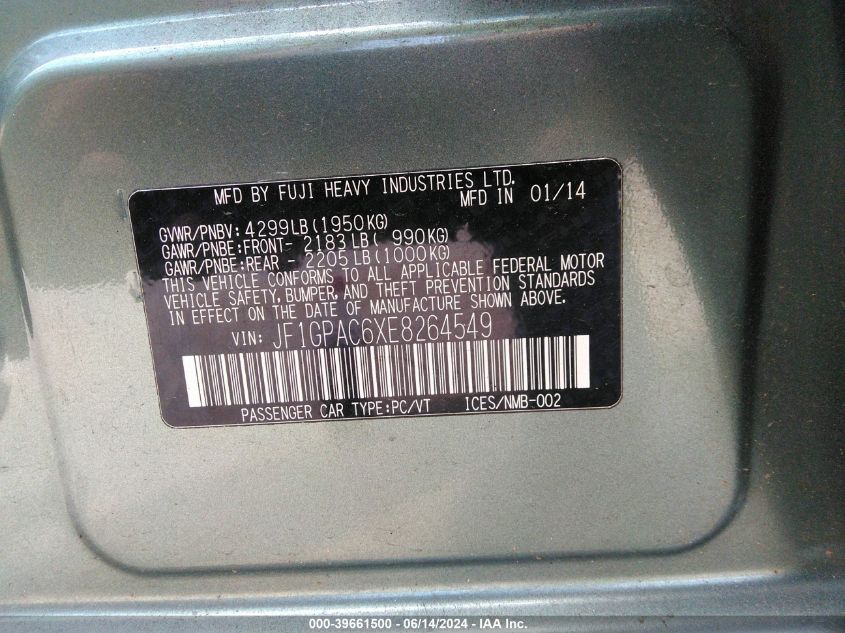 MFD BY FUJI HEAVY INDUSTRIES LTD.
MFD IN 01/14
GVWR/PNBV: 4299LB(1950KG)
GAWR/PNBE:FRONT- 2183LB( 990KG)
GAWR/PNBE:REAR - 2205LB(1000KG)
THIS VEHICLE CONFORMS TO ALL APPLICABLE FEDERAL MOTOR
VEHICLE SAFETY, BUMPER, AND THEFT PREVENTION STANDARDS
IN EFFECT ON THE DATE OF MANUFACTURE SHOWN ABOVE.
VIN: JF1GPAC6XE8264549
PASSENGER CAR TYPE:PC/VT ICES/NMB-002
000-39661500 - 06/14/2024 - IAA Inc.